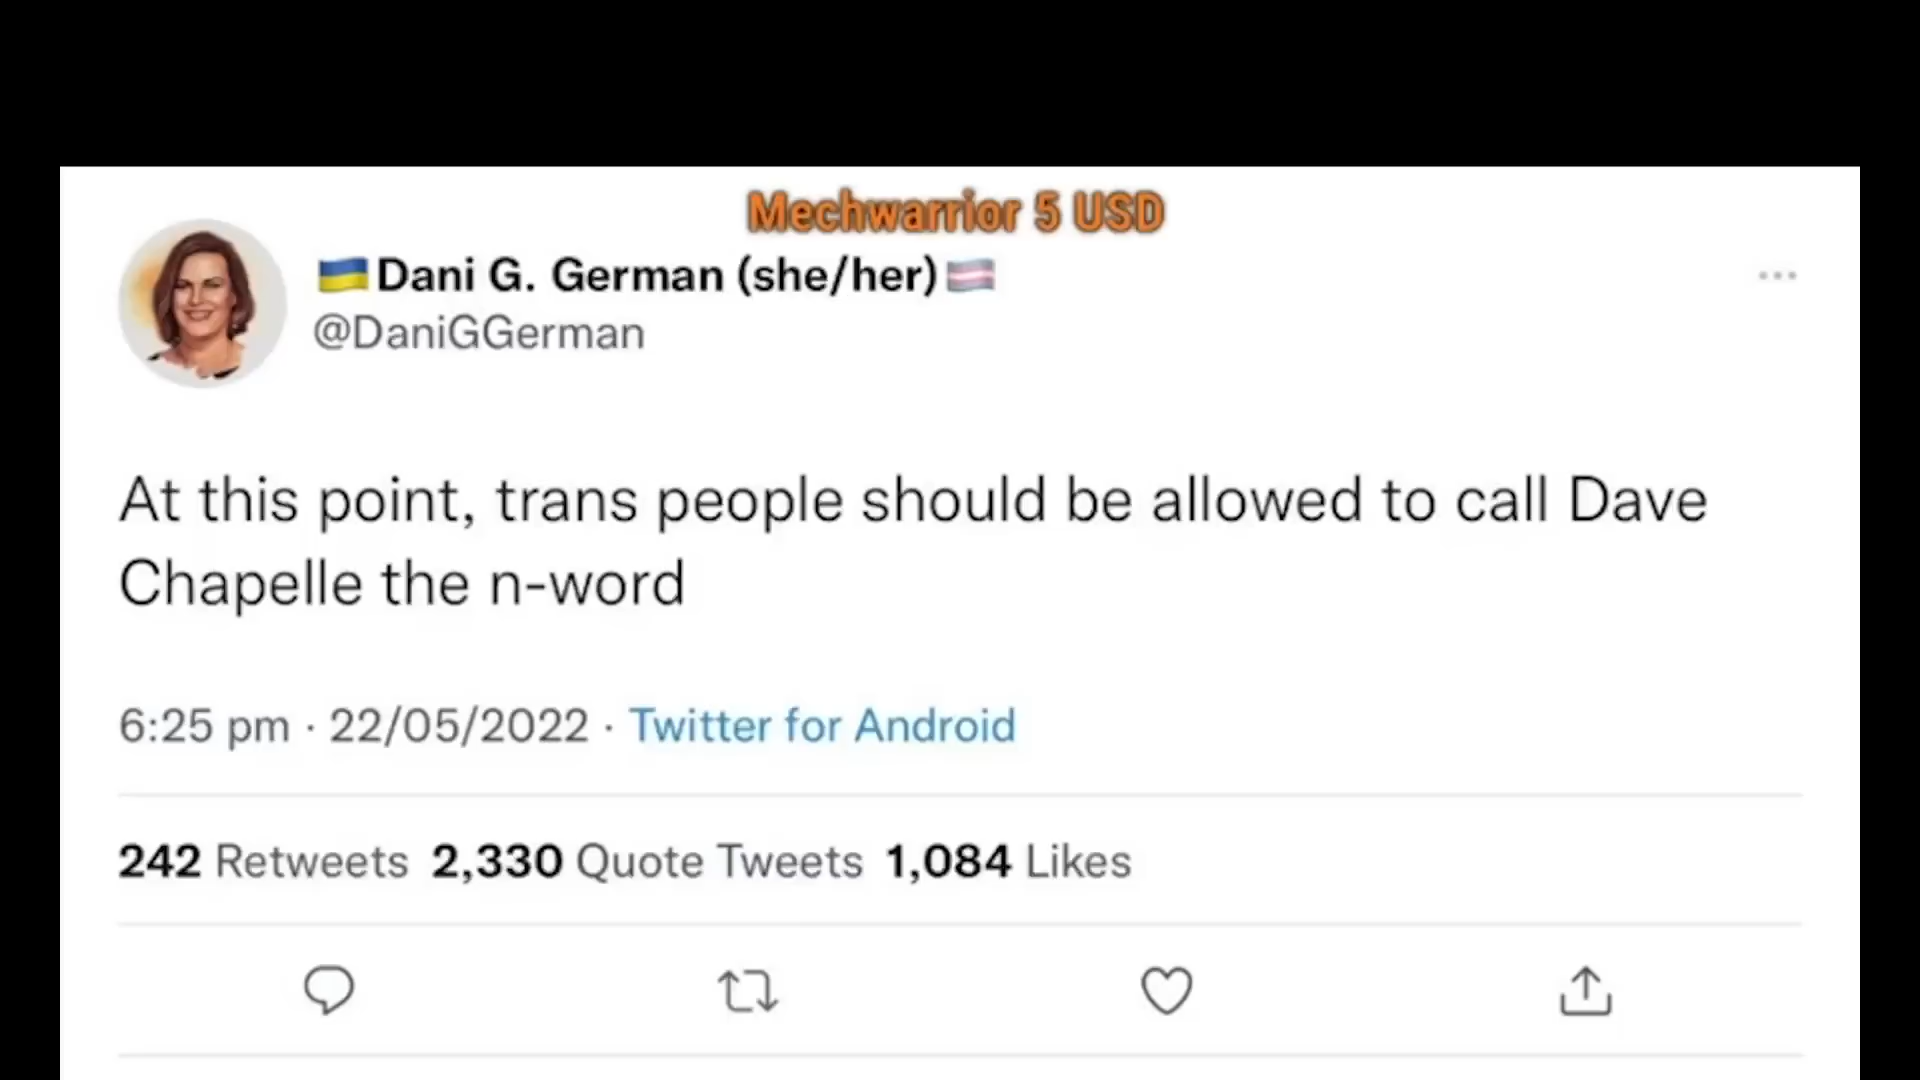 Mechwarrior 5 USD
🇺🇦Dani G. German (she/her)🏳️‍⚧️
@DaniGGerman
At this point, trans people should be allowed to call Dave
Chapelle the n-word
6:25 pm · 22/05/2022 · Twitter for Android
242 Retweets 2,330 Quote Tweets 1,084 Likes